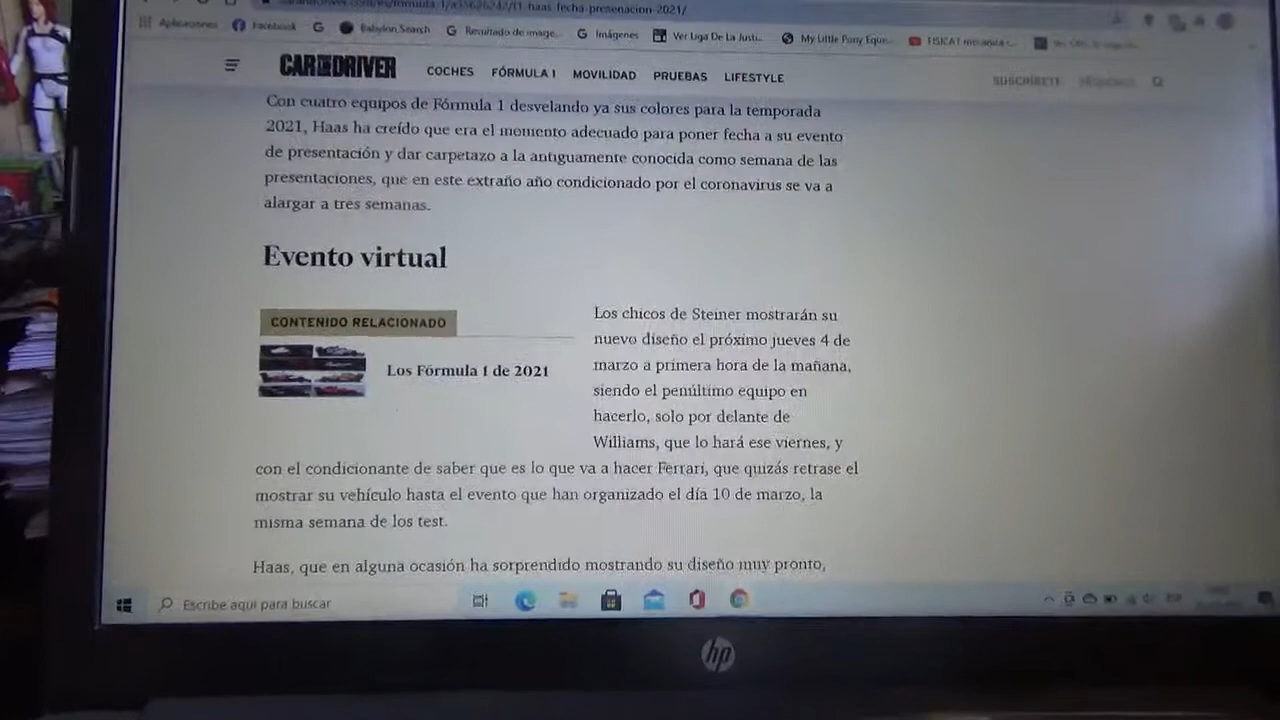 -haas-fecha-presenacion-2021/
Aplicaciones Facebook Babylon Search Resultado de image... Imágenes Ver Liga De La Justi... My Little Pony Eque...
CAR AND DRIVER COCHES FÓRMULA 1 MOVILIDAD PRUEBAS LIFESTYLE SUSCRÍBETE
Con cuatro equipos de Fórmula 1 desvelando ya sus colores para la temporada
2021, Haas ha creído que era el momento adecuado para poner fecha a su evento
de presentación y dar carpetazo a la antiguamente conocida como semana de las
presentaciones, que en este extraño año condicionado por el coronavirus se va a
alargar a tres semanas.
Evento virtual
CONTENIDO RELACIONADO
Los Fórmula 1 de 2021
Los chicos de Steiner mostrarán su
nuevo diseño el próximo jueves 4 de
marzo a primera hora de la mañana,
siendo el penúltimo equipo en
hacerlo, solo por delante de
Williams, que lo hará ese viernes, y
con el condicionante de saber que es lo que va a hacer Ferrari, que quizás retrase el
mostrar su vehículo hasta el evento que han organizado el día 10 de marzo, la
misma semana de los test.
Haas, que en alguna ocasión ha sorprendido mostrando su diseño muy pronto,
Escribe aquí para buscar
hp